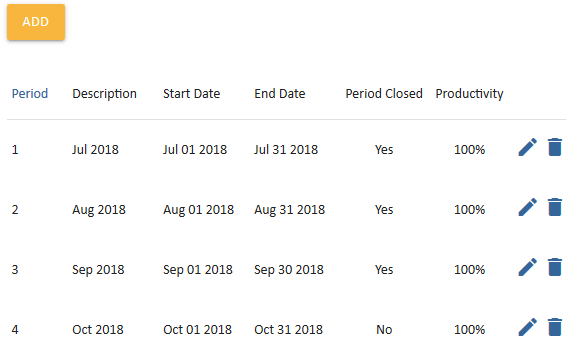 ADD
Period Description Start Date End Date Period Closed Productivity
1 Jul 2018 Jul 01 2018 Jul 31 2018 Yes 100%
2 Aug 2018 Aug 01 2018 Aug 31 2018 Yes 100%
3 Sep 2018 Sep 01 2018 Sep 30 2018 Yes 100%
4 Oct 2018 Oct 01 2018 Oct 31 2018 No 100%